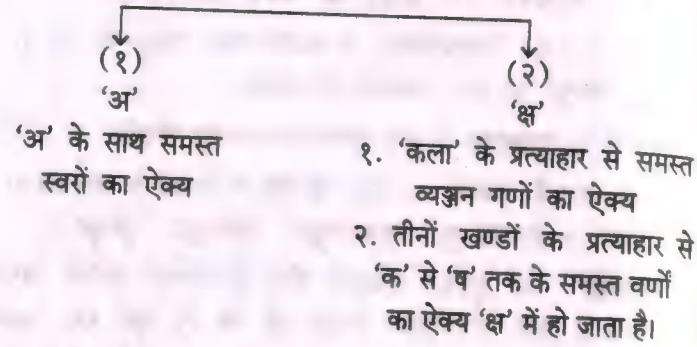 (१)
‘अ’
‘अ’ के साथ समस्त
स्वरों का ऐक्य
(२)
‘क्ष’
१. ‘कला’ के प्रत्याहार से समस्त
व्यञ्जन गणों का ऐक्य
२. तीनों खण्डों के प्रत्याहार से
‘क’ से ‘ष’ तक के समस्त वर्णों
का ऐक्य ‘क्ष’ में हो जाता है।